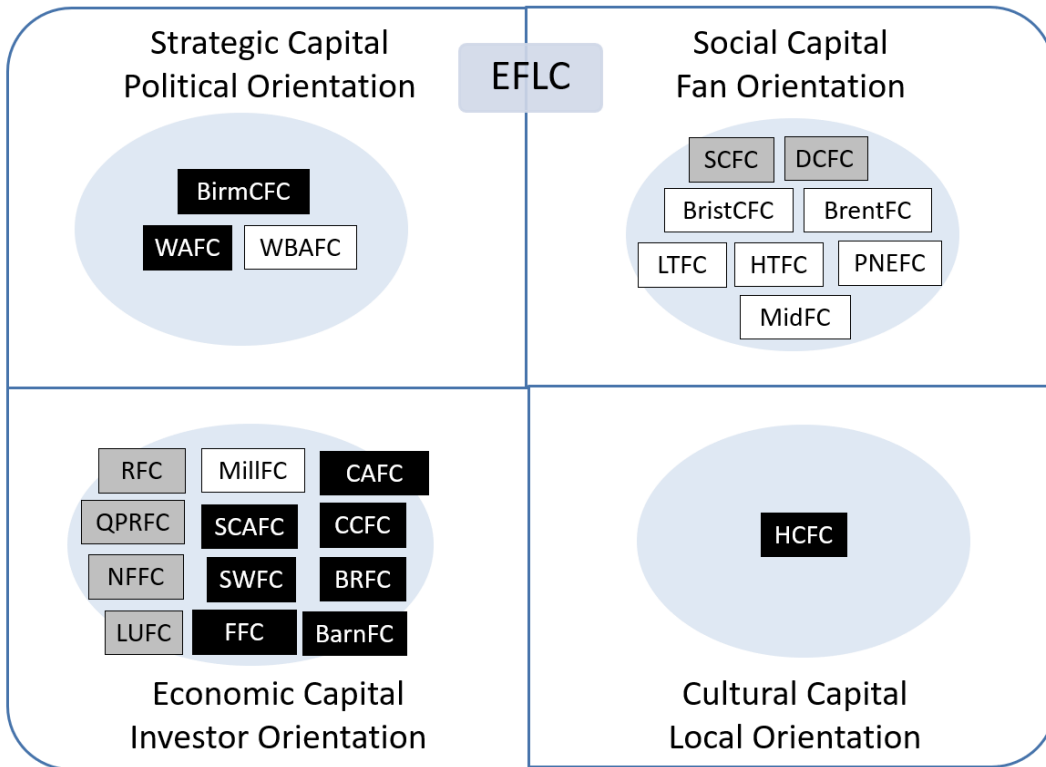 Strategic Capital
Political Orientation
EFLC
Social Capital
Fan Orientation
BirmCFC
WAFC WBAFC
SCFC DCFC
BristCFC BrentFC
LTFC HTFC PNEFC
MidFC
RFC MillFC CAFC
QPRFC SCAFC CCFC
NFFC SWFC BRFC
LUFC FFC BarnFC
Economic Capital
Investor Orientation
HCFC
Cultural Capital
Local Orientation